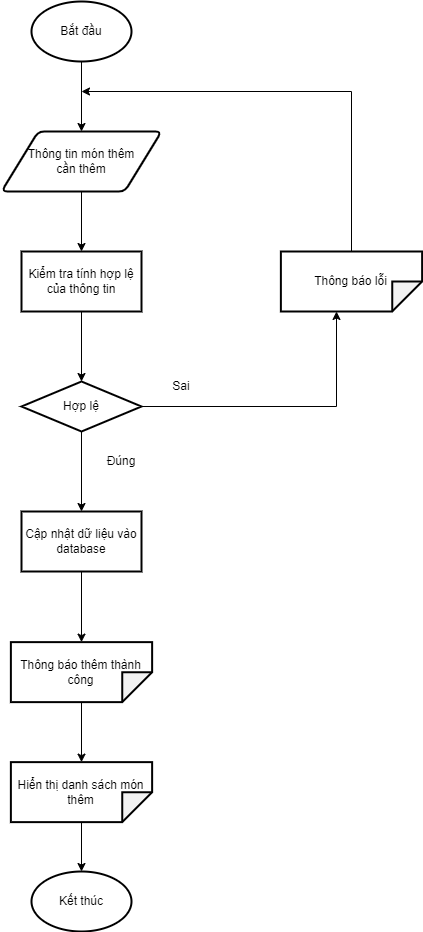 Bắt đầu
Thông tin món thêm
cần thêm
Kiểm tra tính hợp lệ
của thông tin
Thông báo lỗi
Hợp lệ
Sai
Đúng
Cập nhật dữ liệu vào
database
Thông báo thêm thành
công
Hiển thị danh sách món
thêm
Kết thúc